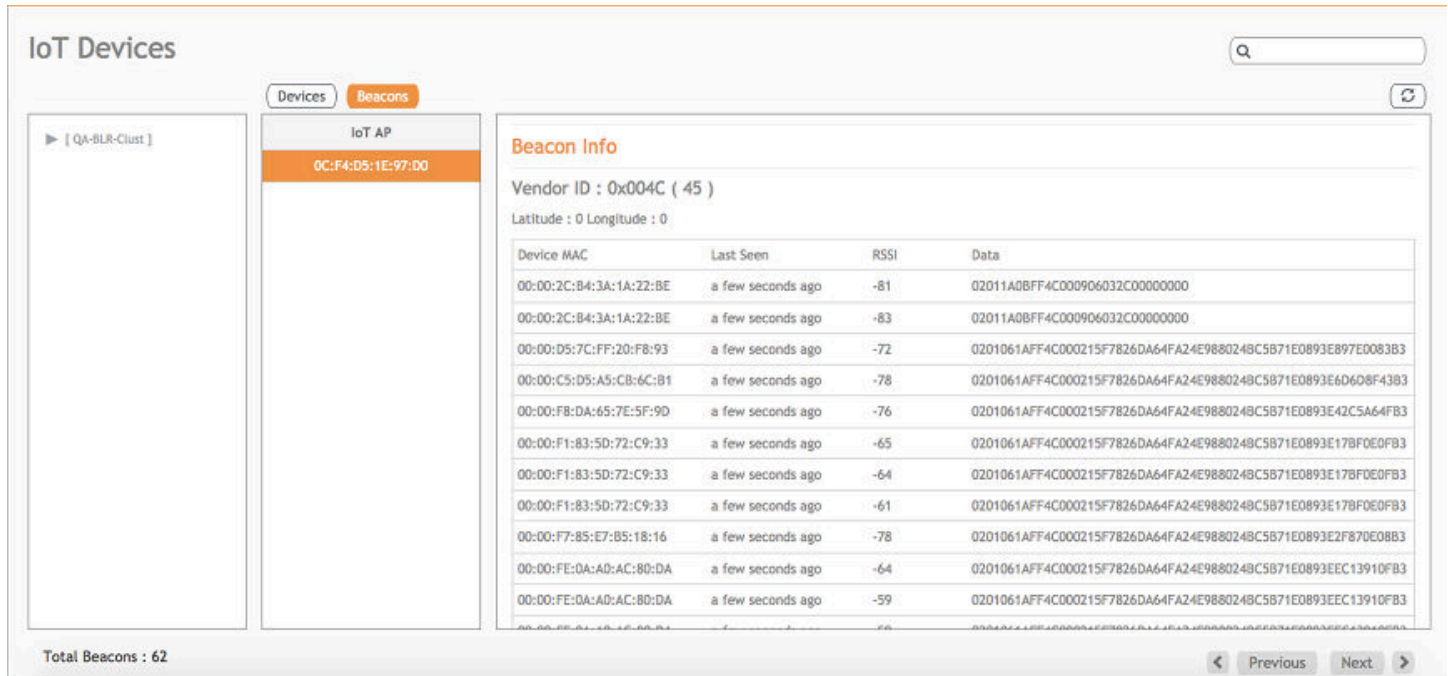 IoT Devices
Devices Beacons
[ QA-BLR-Clust ]
IoT AP
0C:F4:D5:1E:97:D0
Beacon Info
Vendor ID : 0x004C ( 45 )
Latitude : 0 Longitude : 0
Device MAC Last Seen RSSI Data
00:00:2C:B4:3A:1A:22:BE a few seconds ago -81 02011A0BFF4C000906032C00000000
00:00:2C:B4:3A:1A:22:BE a few seconds ago -83 02011A0BFF4C000906032C00000000
00:00:D5:7C:FF:20:F8:93 a few seconds ago -72 0201061AFF4C000215F7826DA64FA24E988024BC5B71E0893E897E0083B3
00:00:C5:D5:A5:CB:6C:B1 a few seconds ago -78 0201061AFF4C000215F7826DA64FA24E988024BC5B71E0893E6D6D8F43B3
00:00:F8:DA:65:7E:5F:9D a few seconds ago -76 0201061AFF4C000215F7826DA64FA24E988024BC5B71E0893E42C5A64FB3
00:00:F1:83:5D:72:C9:33 a few seconds ago -65 0201061AFF4C000215F7826DA64FA24E988024BC5B71E0893E17BF0E0FB3
00:00:F1:83:5D:72:C9:33 a few seconds ago -64 0201061AFF4C000215F7826DA64FA24E988024BC5B71E0893E17BF0E0FB3
00:00:F1:83:5D:72:C9:33 a few seconds ago -61 0201061AFF4C000215F7826DA64FA24E988024BC5B71E0893E17BF0E0FB3
00:00:F7:85:E7:B5:18:16 a few seconds ago -78 0201061AFF4C000215F7826DA64FA24E988024BC5B71E0893E2F870E08B3
00:00:FE:0A:A0:AC:80:DA a few seconds ago -64 0201061AFF4C000215F7826DA64FA24E988024BC5B71E0893EEC13910FB3
00:00:FE:0A:A0:AC:80:DA a few seconds ago -59 0201061AFF4C000215F7826DA64FA24E988024BC5B71E0893EEC13910FB3
Total Beacons : 62
Previous Next